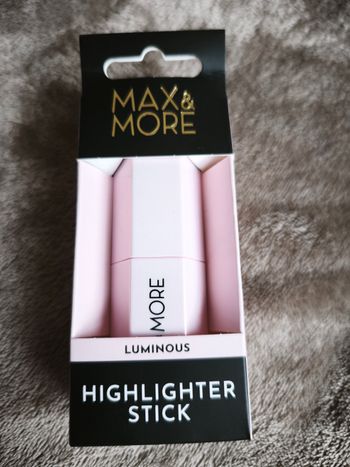 MAX &
MORE
MORE
LUMINOUS
HIGHLIGHTER
STICK